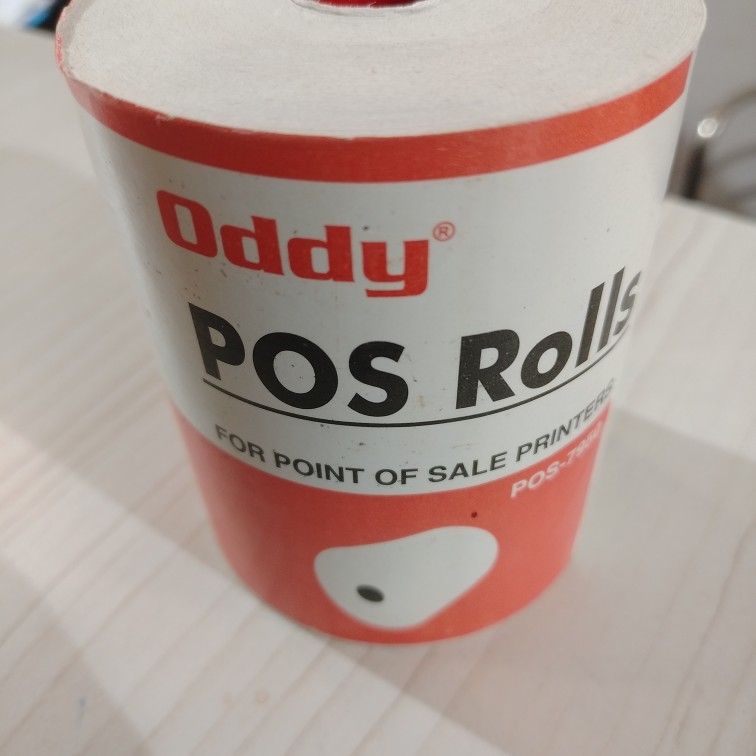 Oddy®
POS Rolls
FOR POINT OF SALE PRINTERS